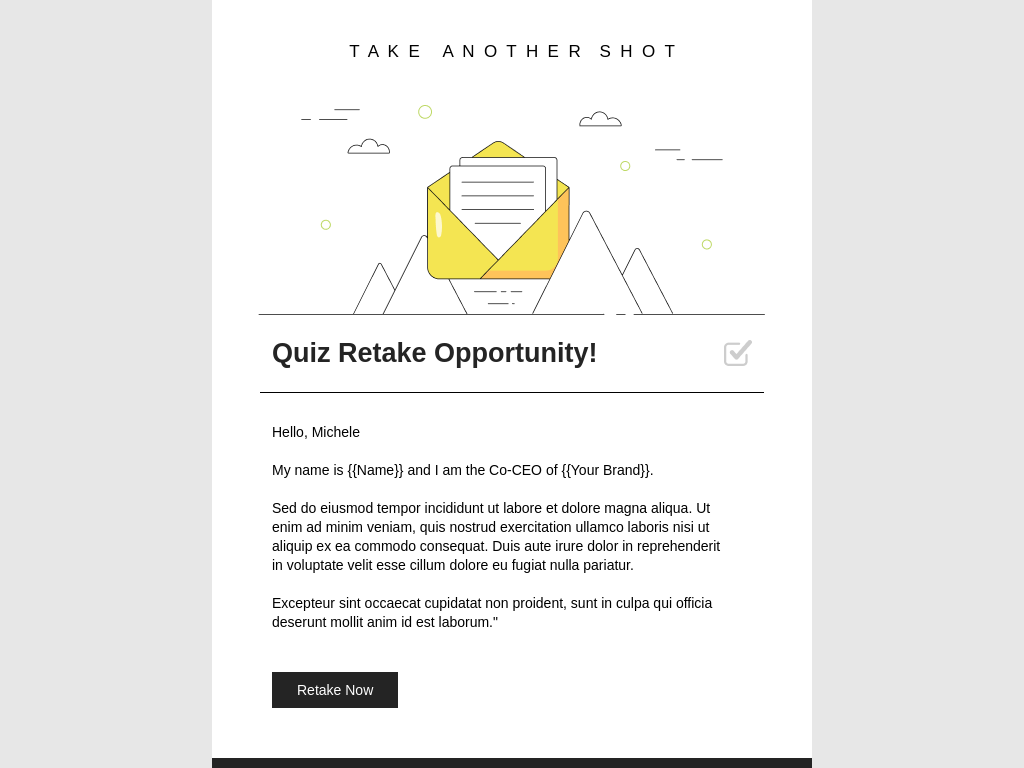 TAKE ANOTHER SHOT
Quiz Retake Opportunity!
Hello, Michele
My name is {{Name}} and I am the Co-CEO of {{Your Brand}}.
Sed do eiusmod tempor incididunt ut labore et dolore magna aliqua. Ut
enim ad minim veniam, quis nostrud exercitation ullamco laboris nisi ut
aliquip ex ea commodo consequat. Duis aute irure dolor in reprehenderit
in voluptate velit esse cillum dolore eu fugiat nulla pariatur.
Excepteur sint occaecat cupidatat non proident, sunt in culpa qui officia
deserunt mollit anim id est laborum."
Retake Now